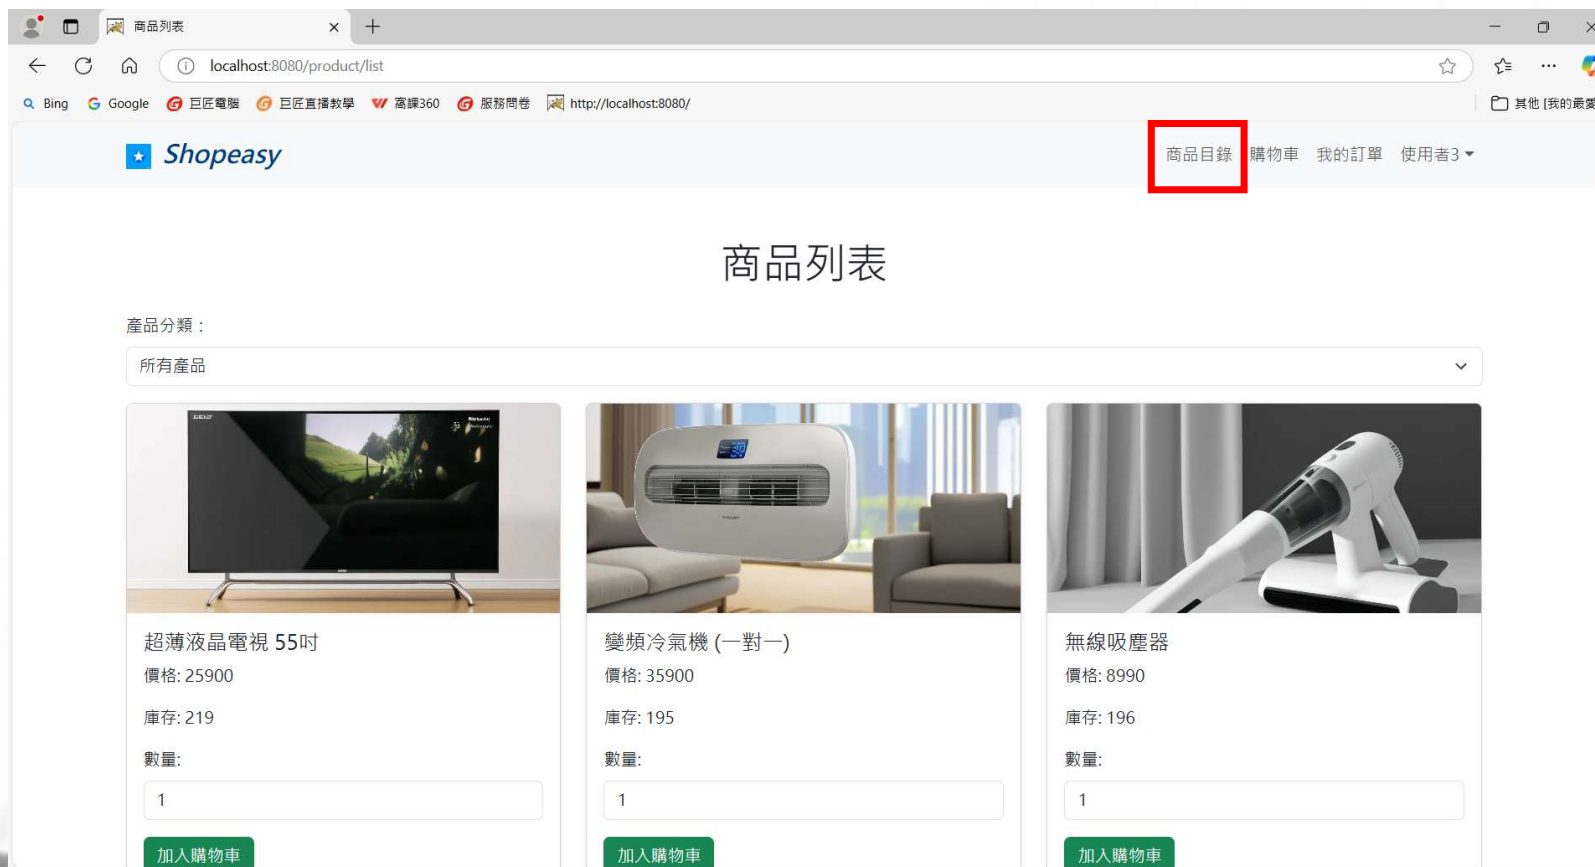 商品列表
localhost:8080/product/list
Bing Google 巨匠電腦 巨匠直播教學 窩課360 服務問卷 http://localhost:8080/ 其他 [我的最愛
Shopeasy 商品目錄 購物車 我的訂單 使用者3
商品列表
產品分類：
所有產品
超薄液晶電視 55吋
價格: 25900
庫存: 219
數量:
1
加入購物車
變頻冷氣機 (一對一)
價格: 35900
庫存: 195
數量:
1
加入購物車
無線吸塵器
價格: 8990
庫存: 196
數量:
1
加入購物車